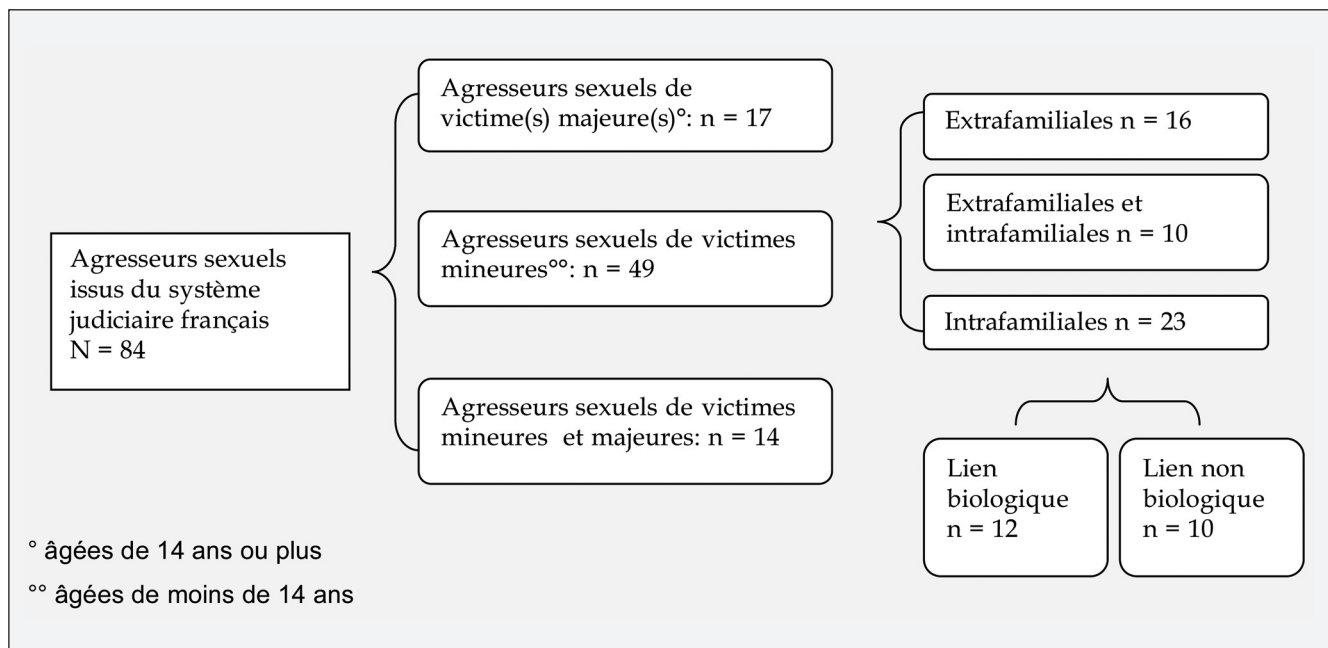 Agresseurs sexuels
issus du système
judiciaire français
N = 84
Agresseurs sexuels de
victime(s) majeure(s)°: n = 17
Agresseurs sexuels de victimes
mineures°°: n = 49
Agresseurs sexuels de victimes
mineures et majeures: n = 14
Extrafamiliales n = 16
Extrafamiliales et
intrafamiliales n = 10
Intrafamiliales n = 23
Lien
biologique
n = 12
Lien non
biologique
n = 10
° âgées de 14 ans ou plus
°° âgées de moins de 14 ans